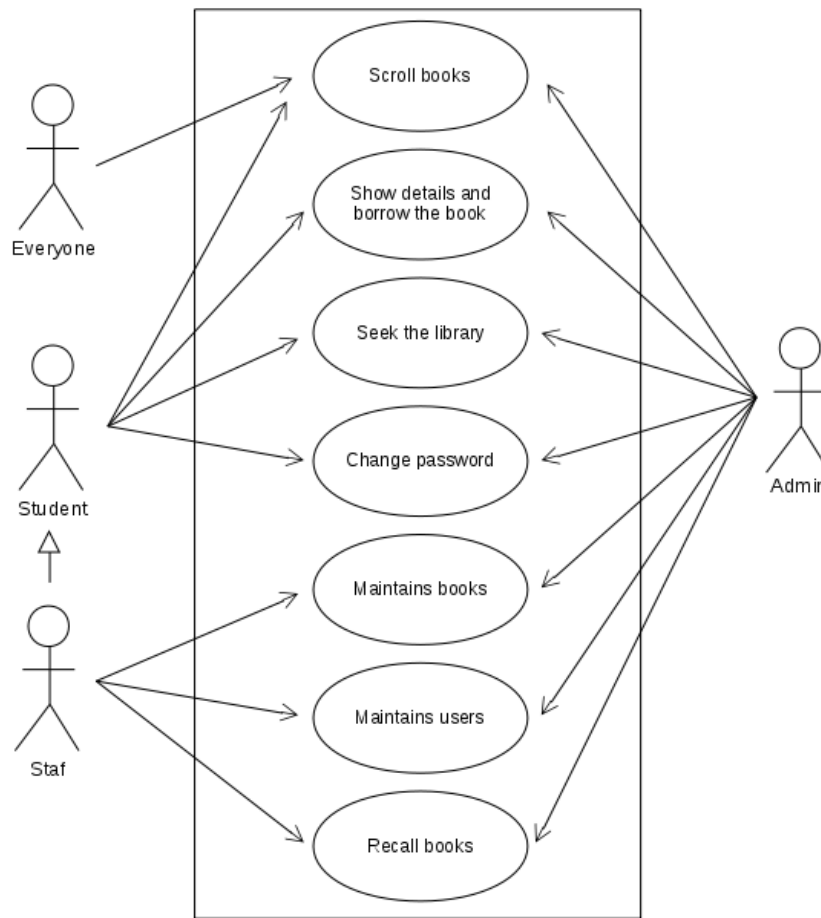 Scroll books
Everyone
Show details and
borrow the book
Seek the library
Student
Change password
Admin
Maintains books
Staf
Maintains users
Recall books